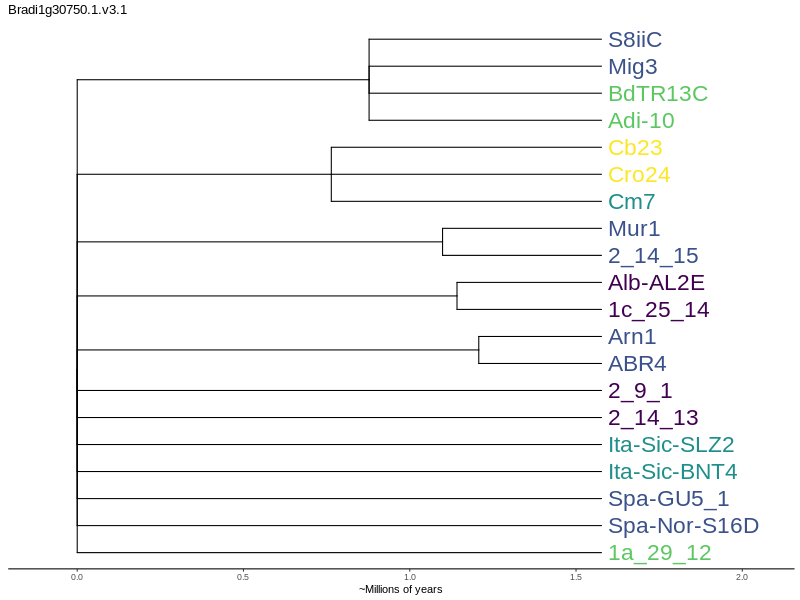 Bradi1g30750.1.v3.1
S8iiC
Mig3
BdTR13C
Adi-10
Cb23
Cro24
Cm7
Mur1
2_14_15
Alb-AL2E
1c_25_14
Arn1
ABR4
2_9_1
2_14_13
Ita-Sic-SLZ2
Ita-Sic-BNT4
Spa-GU5_1
Spa-Nor-S16D
1a_29_12
0.0 0.5 1.0 1.5 2.0
~Millions of years